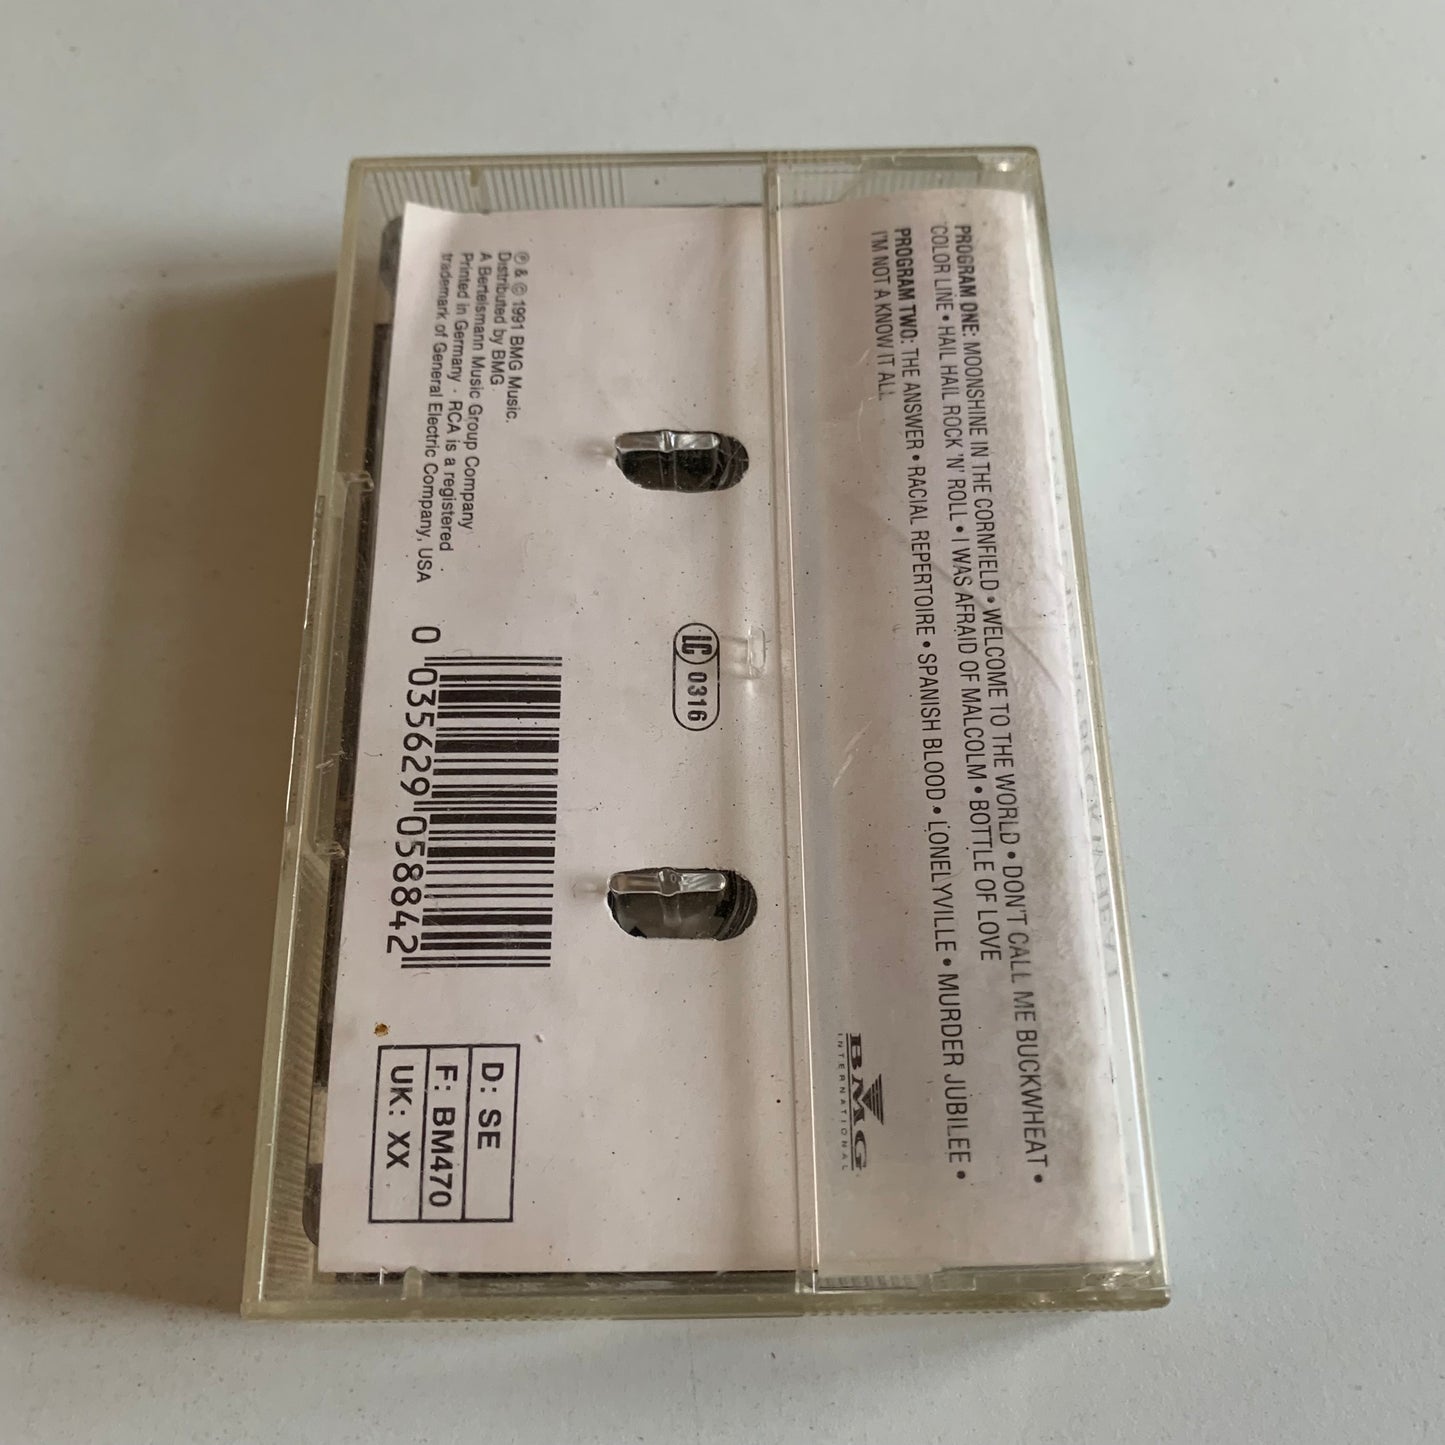 PROGRAM ONE: MOONSHINE IN THE CORNFIELD • WELCOME TO THE WORLD • DON'T CALL ME BUCKWHEAT •
'COLOR LINE • HAIL HAIL ROCK 'N' ROLL • I WAS AFRAID OF MALCOLM • BOTTLE OF LOVE
PROGRAM TWO: THE ANSWER • RACIAL REPERTOIRE • SPANISH BLOOD • LONELYVILLE • MURDER JUBILEE •
I'M NOT A KNOW IT ALL
BMG
INTERNATIONAL
LC 0316
℗ & © 1991 BMG Music.
Distributed by BMG
A Bertelsmann Music Group Company
Printed in Germany · RCA is a registered
trademark of General Electric Company, USA
0 035629 058842
D: SE
F: BM470
UK: XX